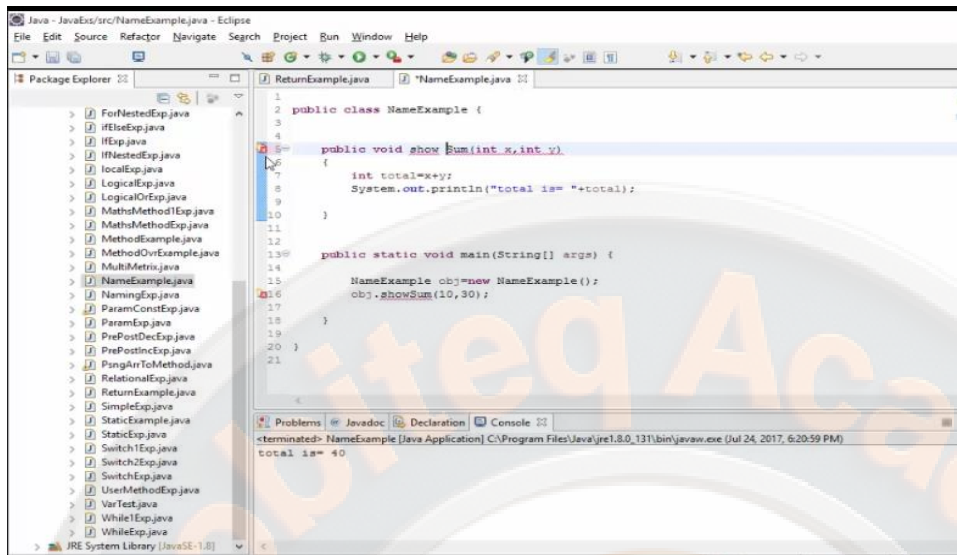 Java - JavaExs/src/NameExample.java - Eclipse
File Edit Source Refactor Navigate Search Project Run Window Help
Package Explorer
ForNestedExp.java
ifElseExp.java
IfExp.java
IfNestedExp.java
localExp.java
LogicalExp.java
LogicalOrExp.java
MathsMethod1Exp.java
MathsMethodExp.java
MethodExample.java
MethodOvrExample.java
MultiMetrix.java
NameExample.java
NamingExp.java
ParamConstExp.java
ParamExp.java
PrePostDecExp.java
PrePostIncExp.java
PsngArrToMethod.java
RelationalExp.java
ReturnExample.java
SimpleExp.java
StaticExample.java
StaticExp.java
Switch1Exp.java
Switch2Exp.java
SwitchExp.java
UserMethodExp.java
VarTest.java
While1Exp.java
WhileExp.java
JRE System Library [JavaSE-1.8]
ReturnExample.java *NameExample.java
1
2 public class NameExample {
3
4
5 public void show Sum(int x,int y)
6 {
7 int total=x+y;
8 System.out.println("total is= "+total);
9
10 }
11
12
13 public static void main(String[] args) {
14
15 NameExample obj=new NameExample();
16 obj.showSum(10,30);
17
18 }
19
20 }
21
Problems Javadoc Declaration Console
<terminated> NameExample [Java Application] C:\Program Files\Java\jre1.8.0_131\bin\javaw.exe (Jul 24, 2017, 6:20:59 PM)
total is= 40